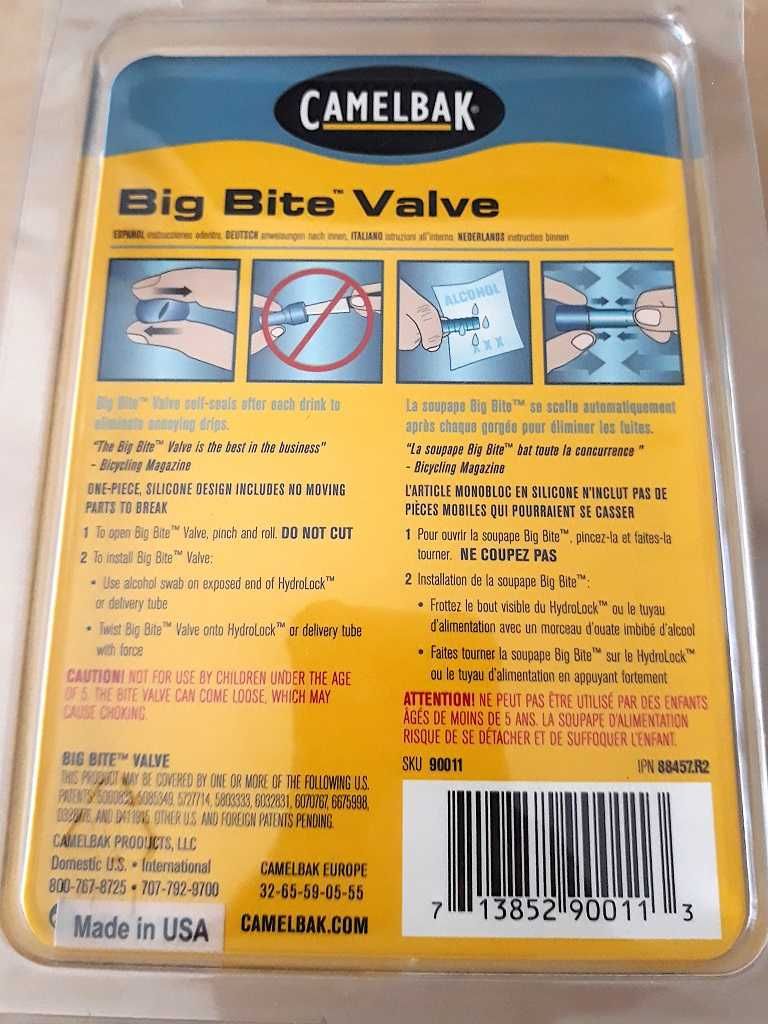 CAMELBAK®
Big Bite™ Valve
ESPAÑOL instrucciones adentro, DEUTSCH anweisungen nach innen, ITALIANO istruzioni all'interno, NEDERLANDS instructies binnen
ALCOHOL
X X X
Big Bite™ Valve self-seals after each drink to
eliminate annoying drips.
"The Big Bite™ Valve is the best in the business"
- Bicycling Magazine
ONE-PIECE, SILICONE DESIGN INCLUDES NO MOVING
PARTS TO BREAK
1 To open Big Bite™ Valve, pinch and roll. DO NOT CUT
2 To install Big Bite™ Valve:
• Use alcohol swab on exposed end of HydroLock™
or delivery tube
• Twist Big Bite™ Valve onto HydroLock™ or delivery tube
with force
CAUTION! NOT FOR USE BY CHILDREN UNDER THE AGE
OF 5. THE BITE VALVE CAN COME LOOSE, WHICH MAY
CAUSE CHOKING.
La soupape Big Bite™ se scelle automatiquement
après chaque gorgée pour éliminer les fuites.
"La soupape Big Bite™ bat toute la concurrence "
- Bicycling Magazine
L'ARTICLE MONOBLOC EN SILICONE N'INCLUT PAS DE
PIÈCES MOBILES QUI POURRAIENT SE CASSER
1 Pour ouvrir la soupape Big Bite™, pincez-la et faites-la
tourner. NE COUPEZ PAS
2 Installation de la soupape Big Bite™:
• Frottez le bout visible du HydroLock™ ou le tuyau
d'alimentation avec un morceau d'ouate imbibé d'alcool
• Faites tourner la soupape Big Bite™ sur le HydroLock™
ou le tuyau d'alimentation en appuyant fortement
ATTENTION! NE PEUT PAS ÊTRE UTILISÉ PAR DES ENFANTS
ÂGÉS DE MOINS DE 5 ANS. LA SOUPAPE D'ALIMENTATION
RISQUE DE SE DÉTACHER ET DE SUFFOQUER L'ENFANT.
BIG BITE™ VALVE
THIS PRODUCT MAY BE COVERED BY ONE OR MORE OF THE FOLLOWING U.S.
PATENTS: 5060833, 5085349, 5727714, 5803333, 6032831, 6070767, 6675998,
AND D411915. OTHER U.S. AND FOREIGN PATENTS PENDING.
CAMELBAK PRODUCTS, LLC
Domestic U.S. • International
800-767-8725 • 707-792-9700
CAMELBAK EUROPE
32-65-59-05-55
Made in USA
CAMELBAK.COM
SKU 90011
IPN 88457.R2
7 13852 90011 3